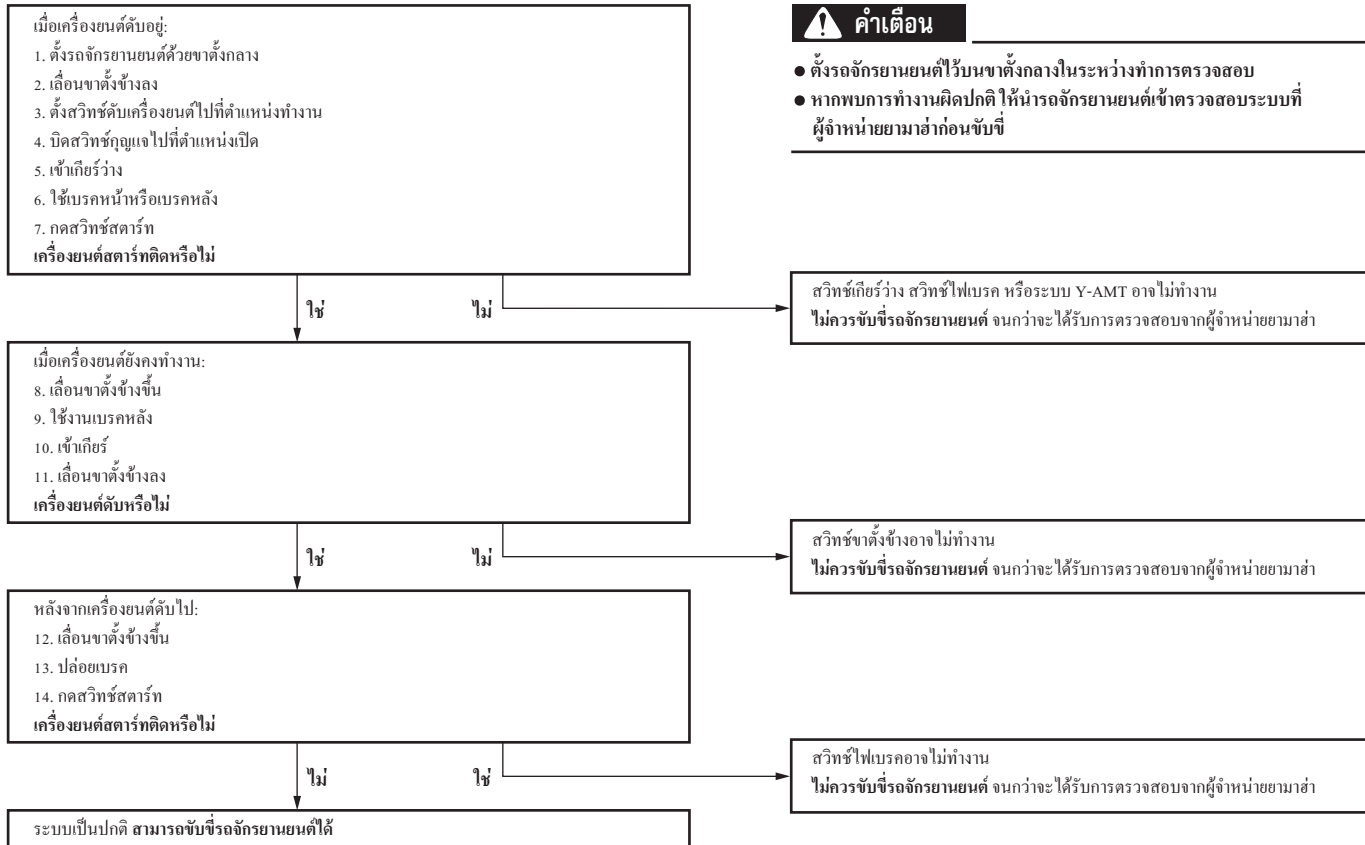 เมื่อเครื่องยนต์ดับอยู่:
1. ตั้งรถจักรยานยนต์ด้วยขาตั้งกลาง
2. เลื่อนขาตั้งข้างลง
3. ตั้งสวิทช์ดับเครื่องยนต์ไปที่ตำแหน่งทำงาน
4. บิดสวิทช์กุญแจไปที่ตำแหน่งเปิด
5. เข้าเกียร์ว่าง
6. ใช้เบรคหน้าหรือเบรคหลัง
7. กดสวิทช์สตาร์ท
เครื่องยนต์สตาร์ทติดหรือไม่
คำเตือน
● ตั้งรถจักรยานยนต์ไว้บนขาตั้งกลางในระหว่างทำการตรวจสอบ
● หากพบการทำงานผิดปกติ ให้นำรถจักรยานยนต์เข้าตรวจสอบระบบที่
ผู้จำหน่ายยามาฮ่าก่อนขับขี่
ใช่
ไม่
สวิทช์เกียร์ว่าง สวิทช์ไฟเบรค หรือระบบ Y-AMT อาจไม่ทำงาน
ไม่ควรขับขี่รถจักรยานยนต์ จนกว่าจะได้รับการตรวจสอบจากผู้จำหน่ายยามาฮ่า
เมื่อเครื่องยนต์ยังคงทำงาน:
8. เลื่อนขาตั้งข้างขึ้น
9. ใช้งานเบรคหลัง
10. เข้าเกียร์
11. เลื่อนขาตั้งข้างลง
เครื่องยนต์ดับหรือไม่
ใช่
ไม่
สวิทช์ขาตั้งข้างอาจไม่ทำงาน
ไม่ควรขับขี่รถจักรยานยนต์ จนกว่าจะได้รับการตรวจสอบจากผู้จำหน่ายยามาฮ่า
หลังจากเครื่องยนต์ดับไป:
12. เลื่อนขาตั้งข้างขึ้น
13. ปล่อยเบรค
14. กดสวิทช์สตาร์ท
เครื่องยนต์สตาร์ทติดหรือไม่
ไม่
ใช่
สวิทช์ไฟเบรคอาจไม่ทำงาน
ไม่ควรขับขี่รถจักรยานยนต์ จนกว่าจะได้รับการตรวจสอบจากผู้จำหน่ายยามาฮ่า
ระบบเป็นปกติ สามารถขับขี่รถจักรยานยนต์ได้